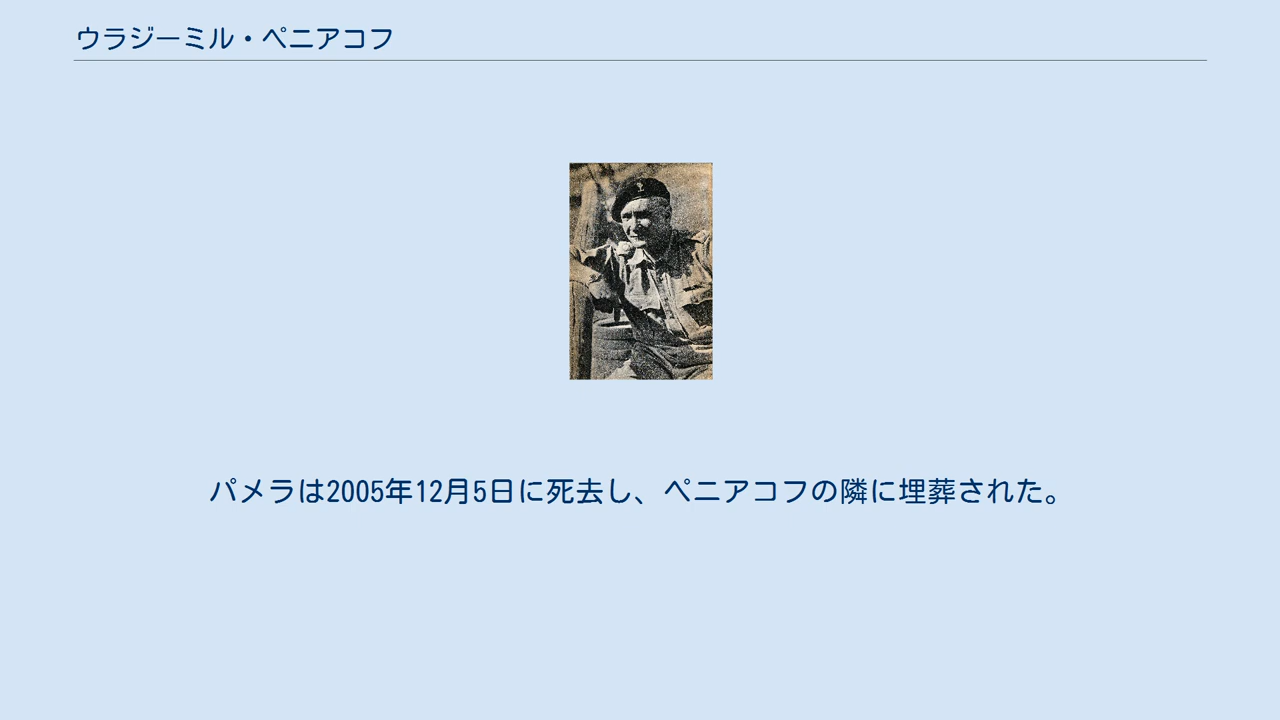 ウラジーミル・ペニアコフ
パメラは2005年12月5日に死去し、ペニアコフの隣に埋葬された。